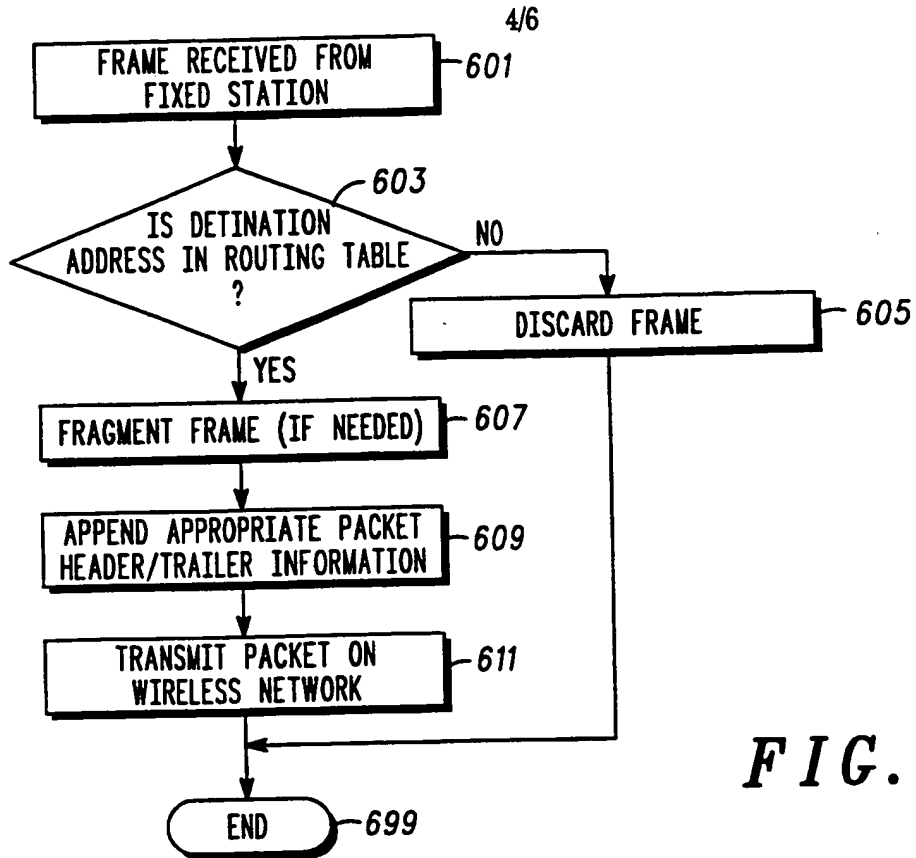 4/6
FRAME RECEIVED FROM
FIXED STATION
601
603
IS DETINATION
ADDRESS IN ROUTING TABLE
?
NO
DISCARD FRAME
605
YES
FRAGMENT FRAME (IF NEEDED)
607
APPEND APPROPRIATE PACKET
HEADER/TRAILER INFORMATION
609
TRANSMIT PACKET ON
WIRELESS NETWORK
611
FIG.
END
699